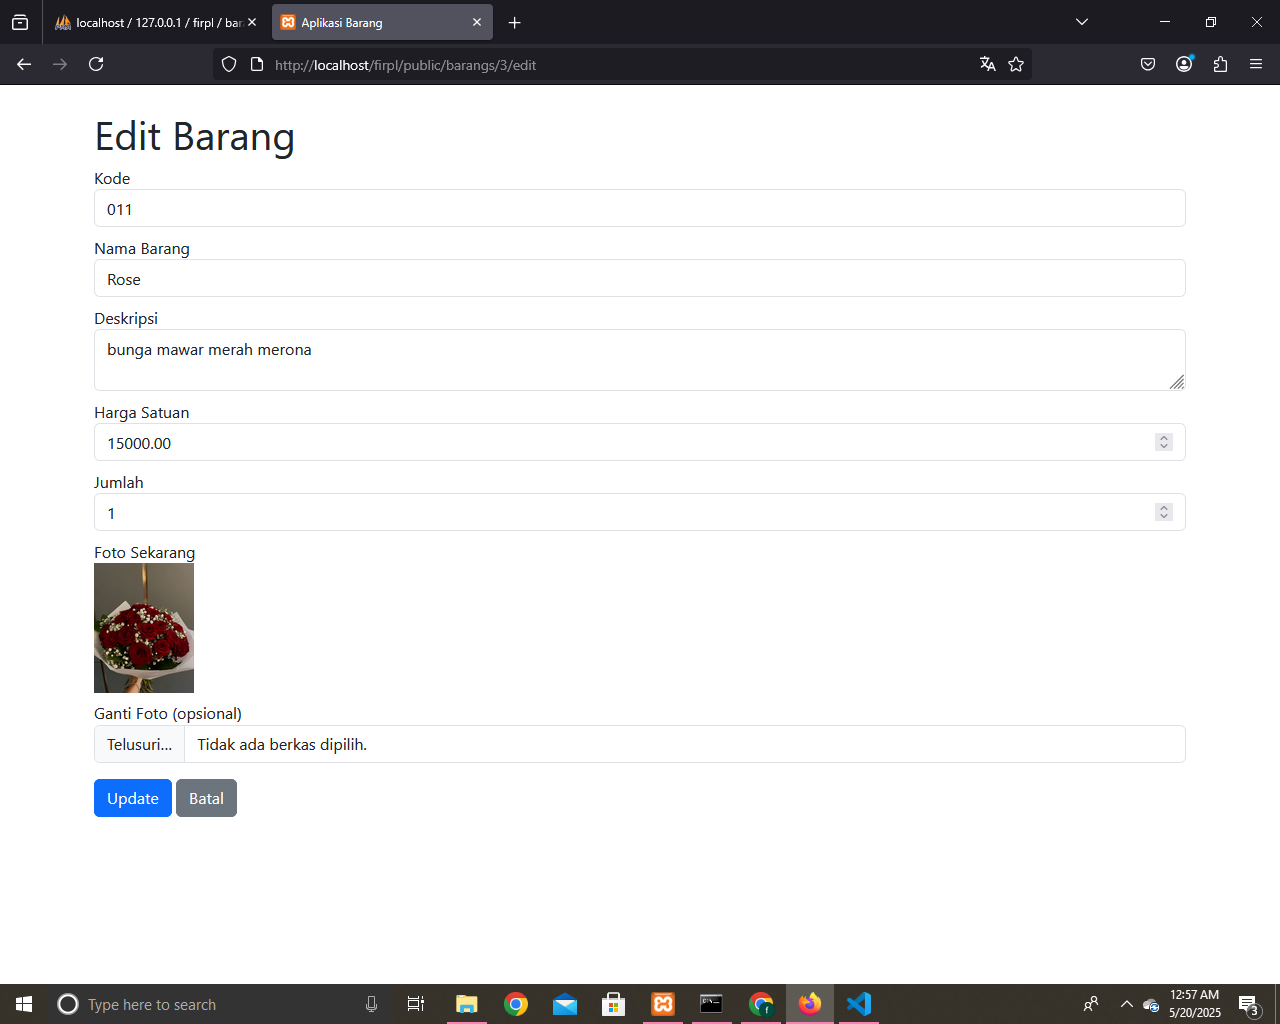 localhost / 127.0.0.1 / firpl / bar
Aplikasi Barang
http://localhost/firpl/public/barangs/3/edit
Edit Barang
Kode
011
Nama Barang
Rose
Deskripsi
bunga mawar merah merona
Harga Satuan
15000.00
Jumlah
1
Foto Sekarang
Ganti Foto (opsional)
Telusuri... Tidak ada berkas dipilih.
Update Batal
Type here to search
12:57 AM
5/20/2025
3